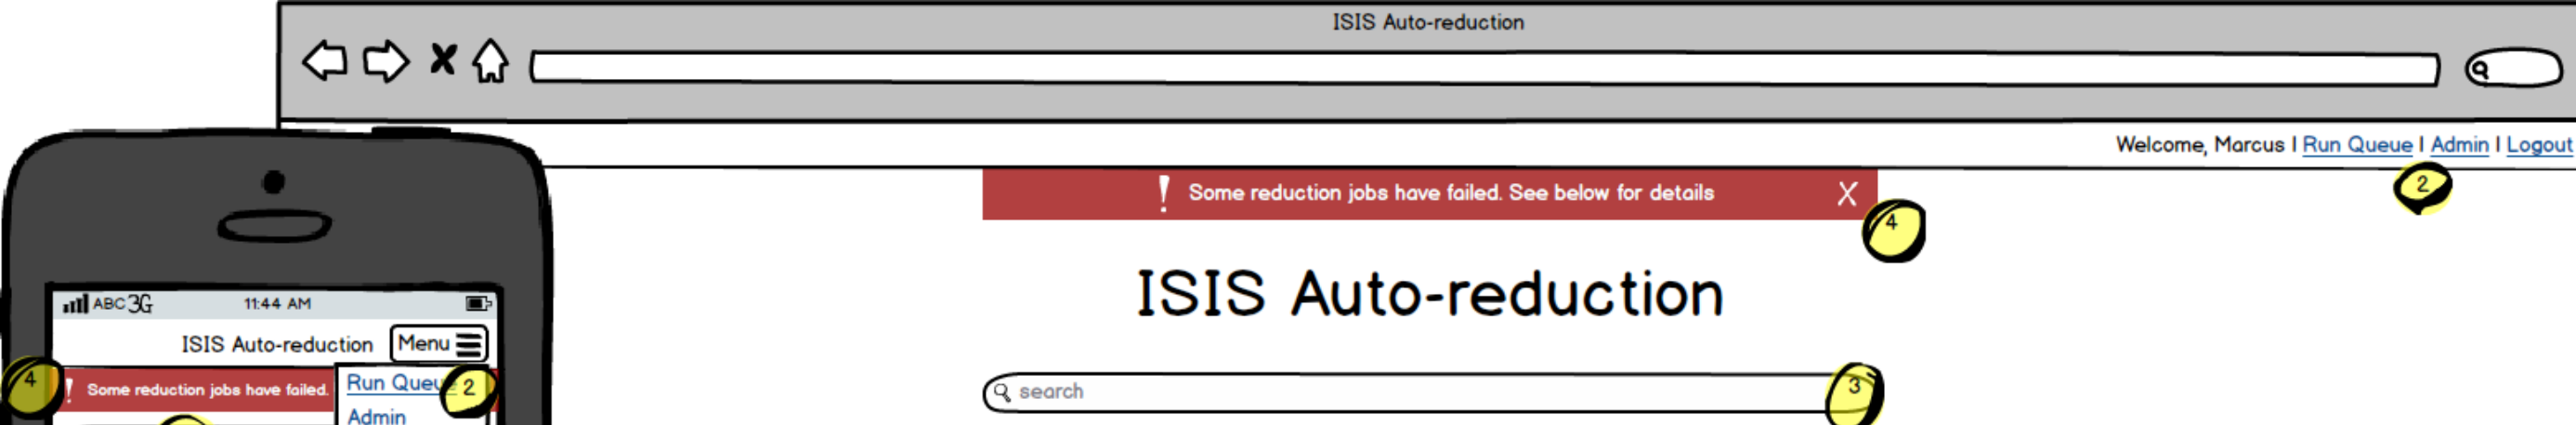 ISIS Auto-reduction
Welcome, Marcus | Run Queue | Admin | Logout
! Some reduction jobs have failed. See below for details X
2
4
ISIS Auto-reduction
search
3
ABC 3G 11:44 AM
ISIS Auto-reduction Menu
4
! Some reduction jobs have failed.
Run Queue
2
Admin